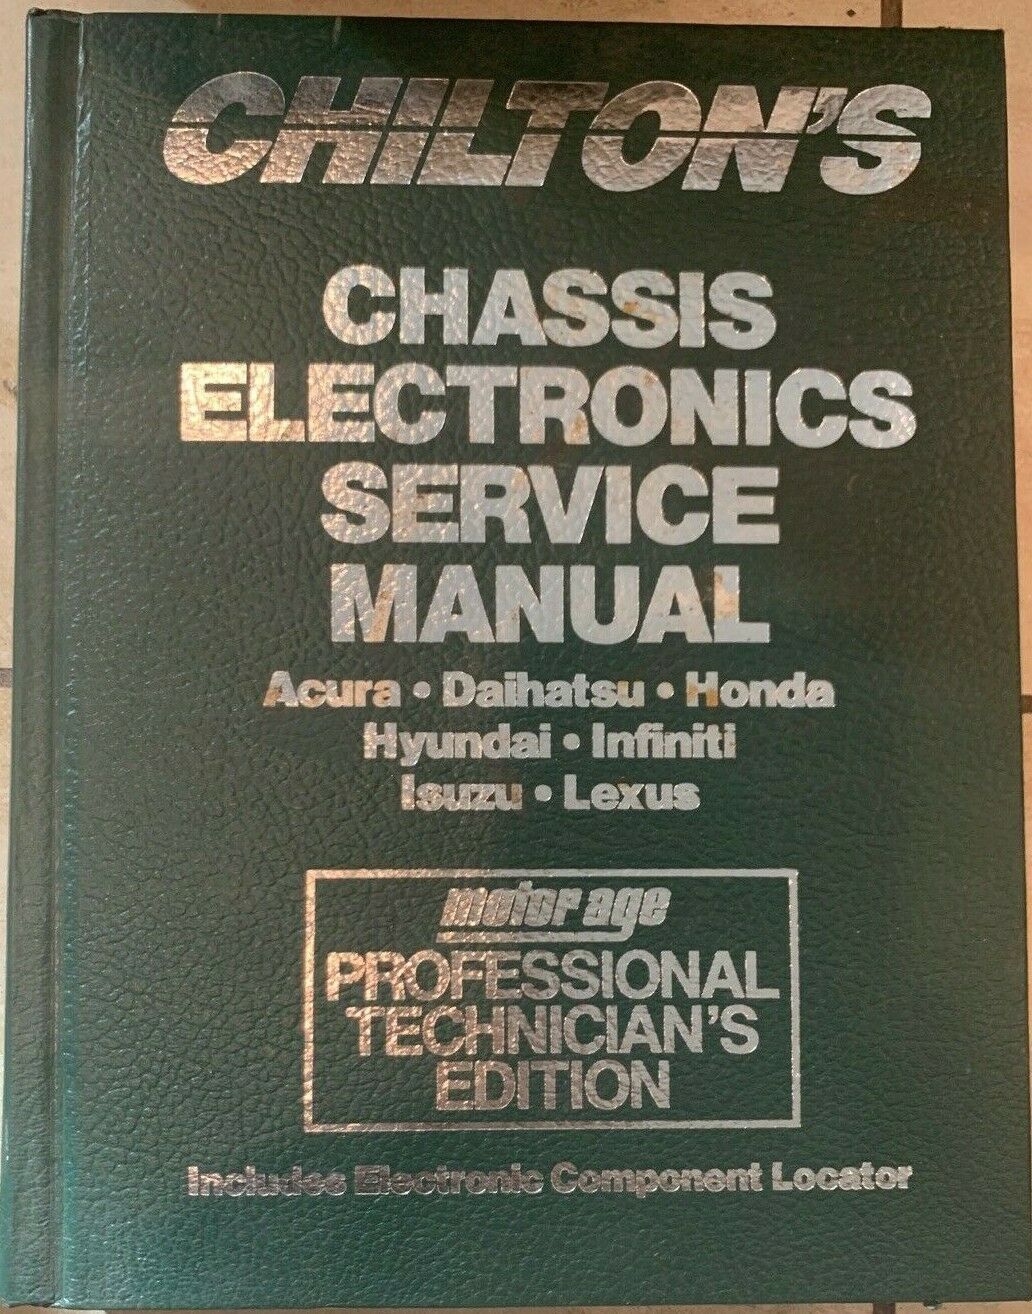 CHILTON'S
CHASSIS
ELECTRONICS
SERVICE
MANUAL
Acura • Daihatsu • Honda
Hyundai • Infiniti
Isuzu • Lexus
motor age
PROFESSIONAL
TECHNICIAN'S
EDITION
Includes Electronic Component Locator